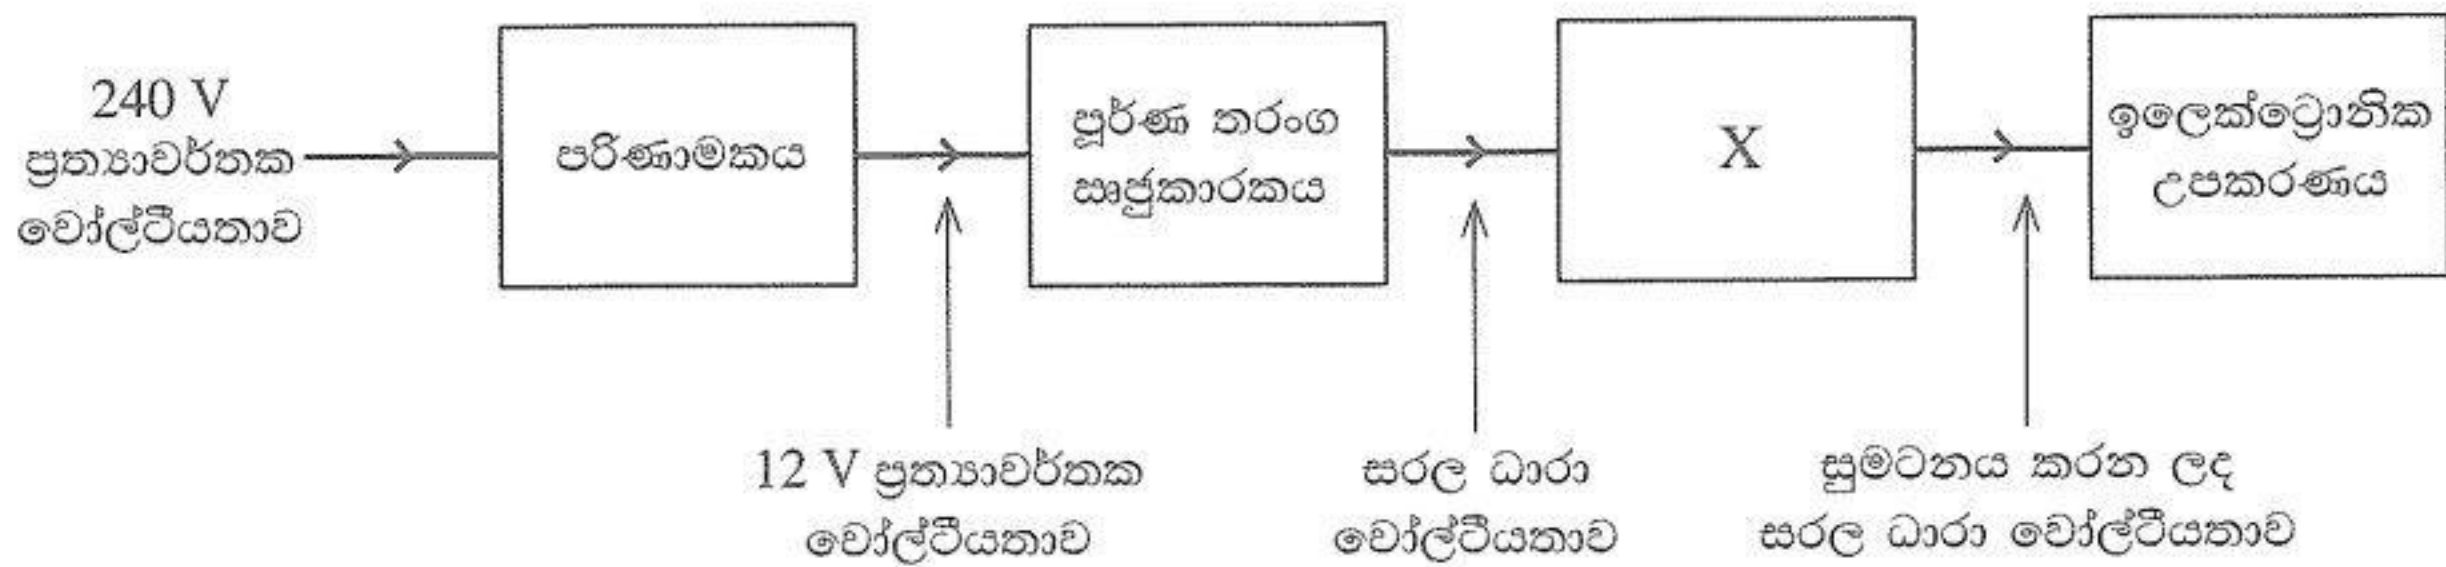 240 V
ප්‍රත්‍යාවර්තක
වෝල්ටීයතාව
පරිණාමකය
පූර්ණ තරංග
ඍජුකාරකය
X
ඉලෙක්ට්‍රොනික
උපකරණය
12 V ප්‍රත්‍යාවර්තක
වෝල්ටීයතාව
සරල ධාරා
වෝල්ටීයතාව
සුමටනය කරන ලද
සරල ධාරා වෝල්ටීයතාව